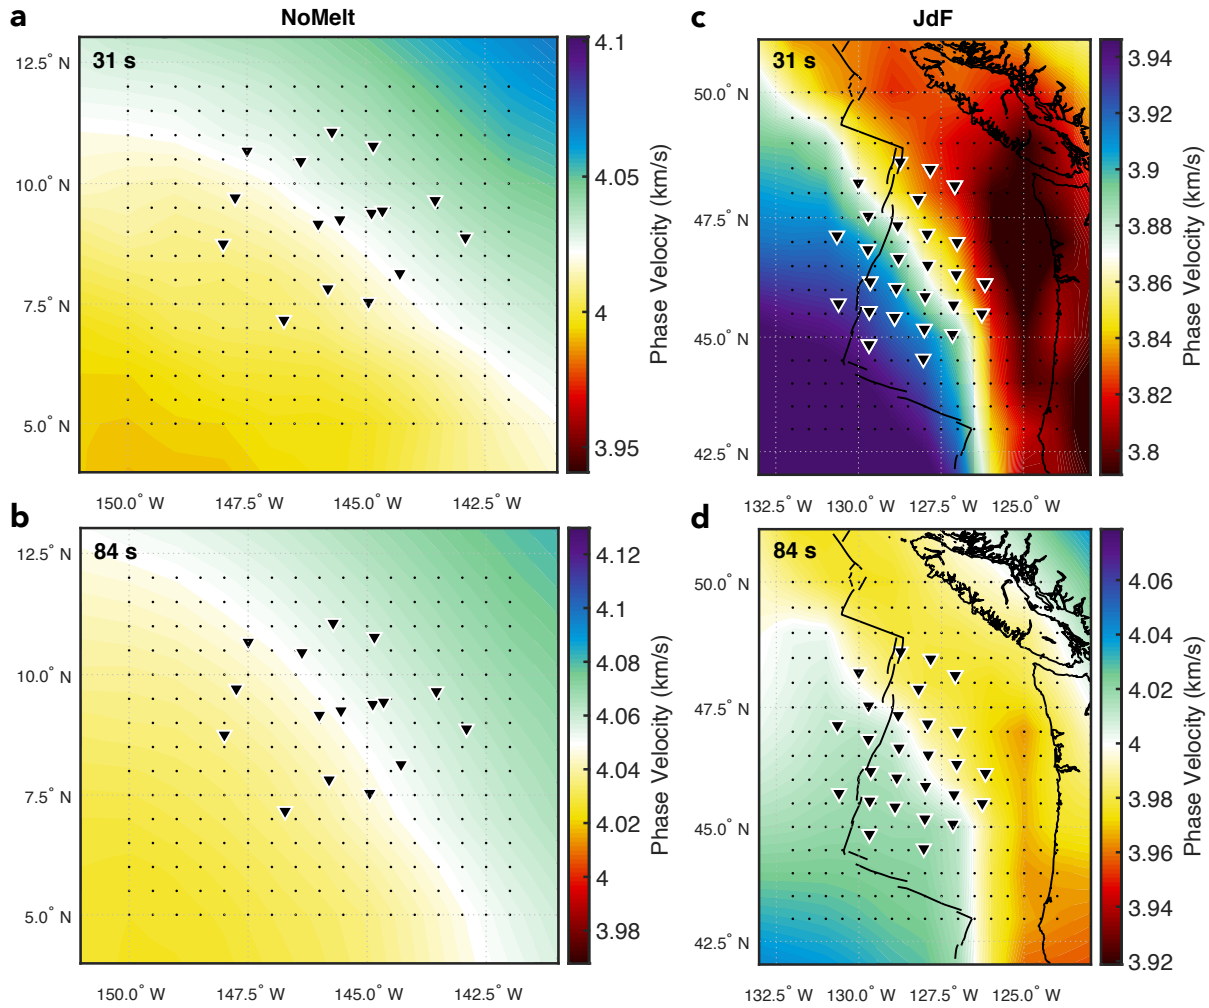 a
NoMelt
31 s
12.5° N
10.0° N
7.5° N
5.0° N
150.0° W
147.5° W
145.0° W
142.5° W
4.1
4.05
4
3.95
Phase Velocity (km/s)
c
JdF
31 s
50.0° N
47.5° N
45.0° N
42.5° N
132.5° W
130.0° W
127.5° W
125.0° W
3.94
3.92
3.9
3.88
3.86
3.84
3.82
3.8
Phase Velocity (km/s)
b
84 s
12.5° N
10.0° N
7.5° N
5.0° N
150.0° W
147.5° W
145.0° W
142.5° W
4.12
4.1
4.08
4.06
4.04
4.02
4
3.98
Phase Velocity (km/s)
d
84 s
50.0° N
47.5° N
45.0° N
42.5° N
132.5° W
130.0° W
127.5° W
125.0° W
4.06
4.04
4.02
4
3.98
3.96
3.94
3.92
Phase Velocity (km/s)